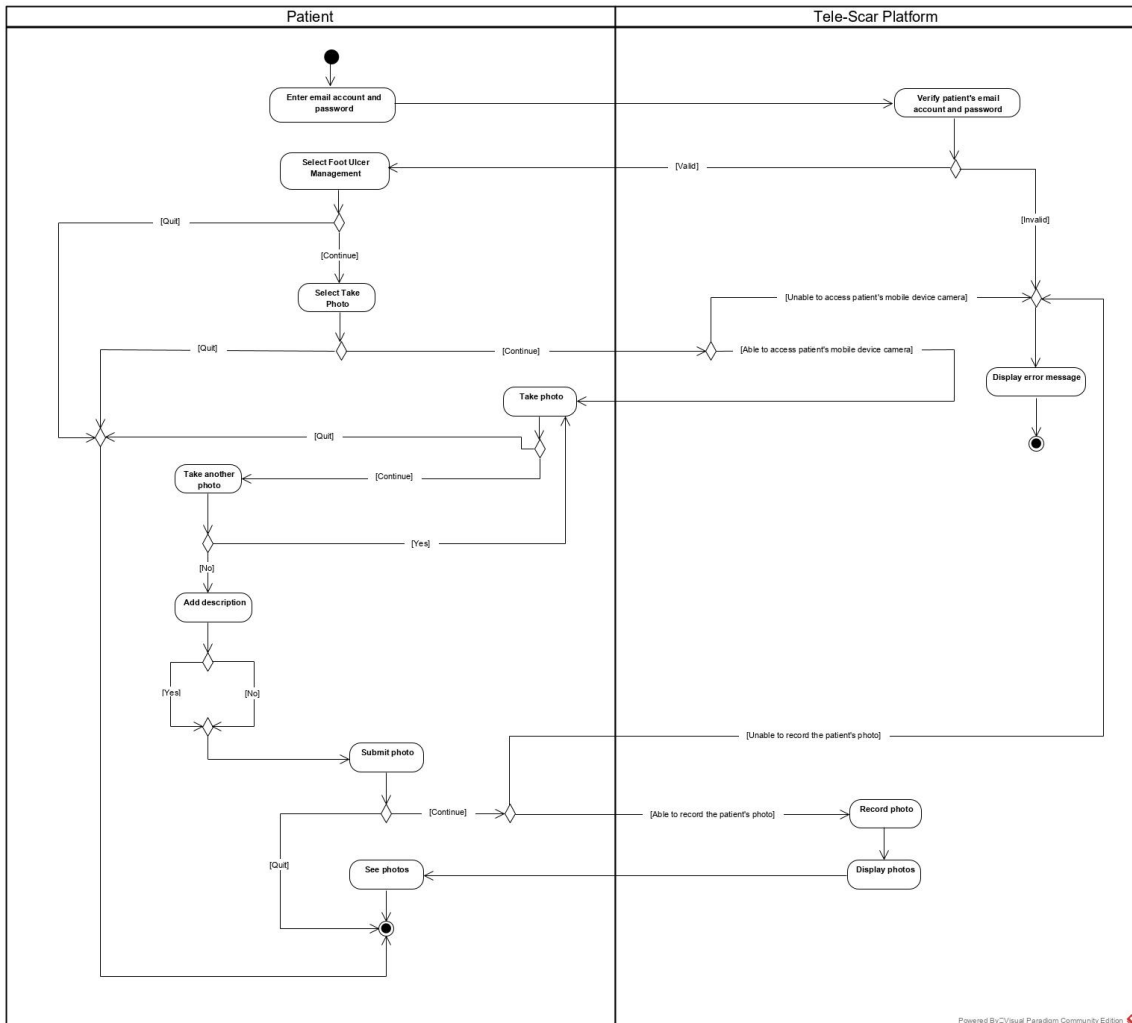 Patient
Tele-Scar Platform
Enter email account and
password
Verify patient's email
account and password
Select Foot Ulcer
Management
[Valid]
[Quit]
[Invalid]
[Continue]
Select Take
Photo
[Unable to access patient's mobile device camera]
[Quit]
[Continue]
[Able to access patient's mobile device camera]
Display error message
Take photo
[Quit]
Take another
photo
[Continue]
[Yes]
[No]
Add description
[Yes]
[No]
[Unable to record the patient's photo]
Submit photo
[Continue]
[Able to record the patient's photo]
Record photo
[Quit]
See photos
Display photos
Powered By Visual Paradigm Community Edition